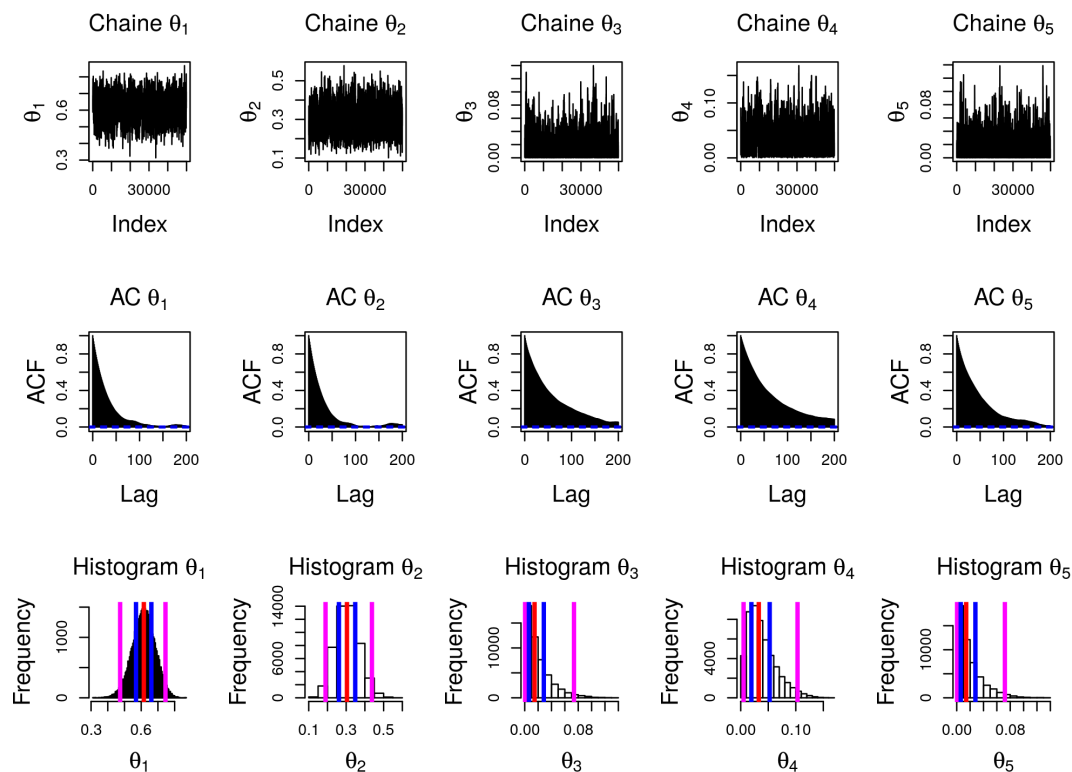 Chaine θ1 Chaine θ2 Chaine θ3 Chaine θ4 Chaine θ5
θ1 0.3 0.6
θ2 0.1 0.3 0.5
θ3 0.00 0.08
θ4 0.00 0.10
θ5 0.00 0.08
0 30000 0 30000 0 30000 0 30000 0 30000
Index Index Index Index Index
AC θ1 AC θ2 AC θ3 AC θ4 AC θ5
ACF 0.0 0.4 0.8
ACF 0.0 0.4 0.8
ACF 0.0 0.4 0.8
ACF 0.0 0.4 0.8
ACF 0.0 0.4 0.8
0 100 200 0 100 200 0 100 200 0 100 200 0 100 200
Lag Lag Lag Lag Lag
Histogram θ1 Histogram θ2 Histogram θ3 Histogram θ4 Histogram θ5
Frequency 0 1000
Frequency 0 6000 14000
Frequency 0 10000
Frequency 0 4000
Frequency 0 10000
0.3 0.6 0.1 0.3 0.5 0.00 0.08 0.00 0.10 0.00 0.08
θ1 θ2 θ3 θ4 θ5